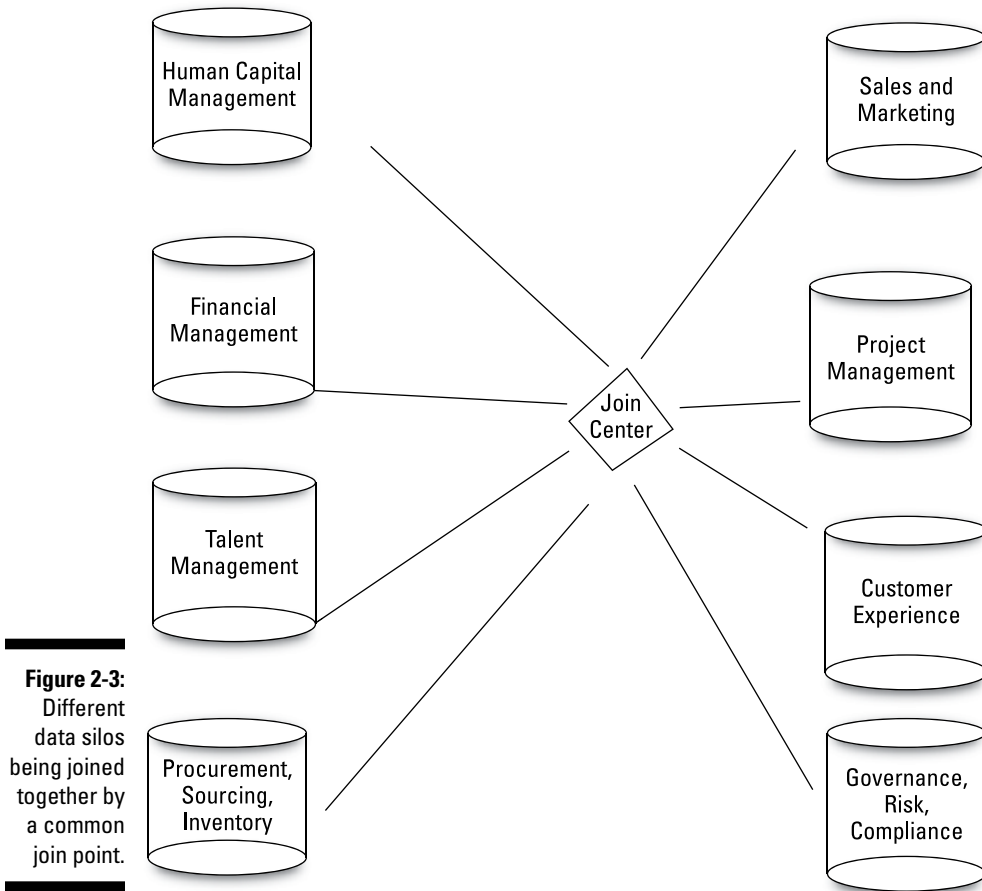 Human Capital
Management
Sales and
Marketing
Financial
Management
Project
Management
Join
Center
Talent
Management
Customer
Experience
Figure 2-3:
Different
data silos
being joined
together by
a common
join point.
Procurement,
Sourcing,
Inventory
Governance,
Risk,
Compliance